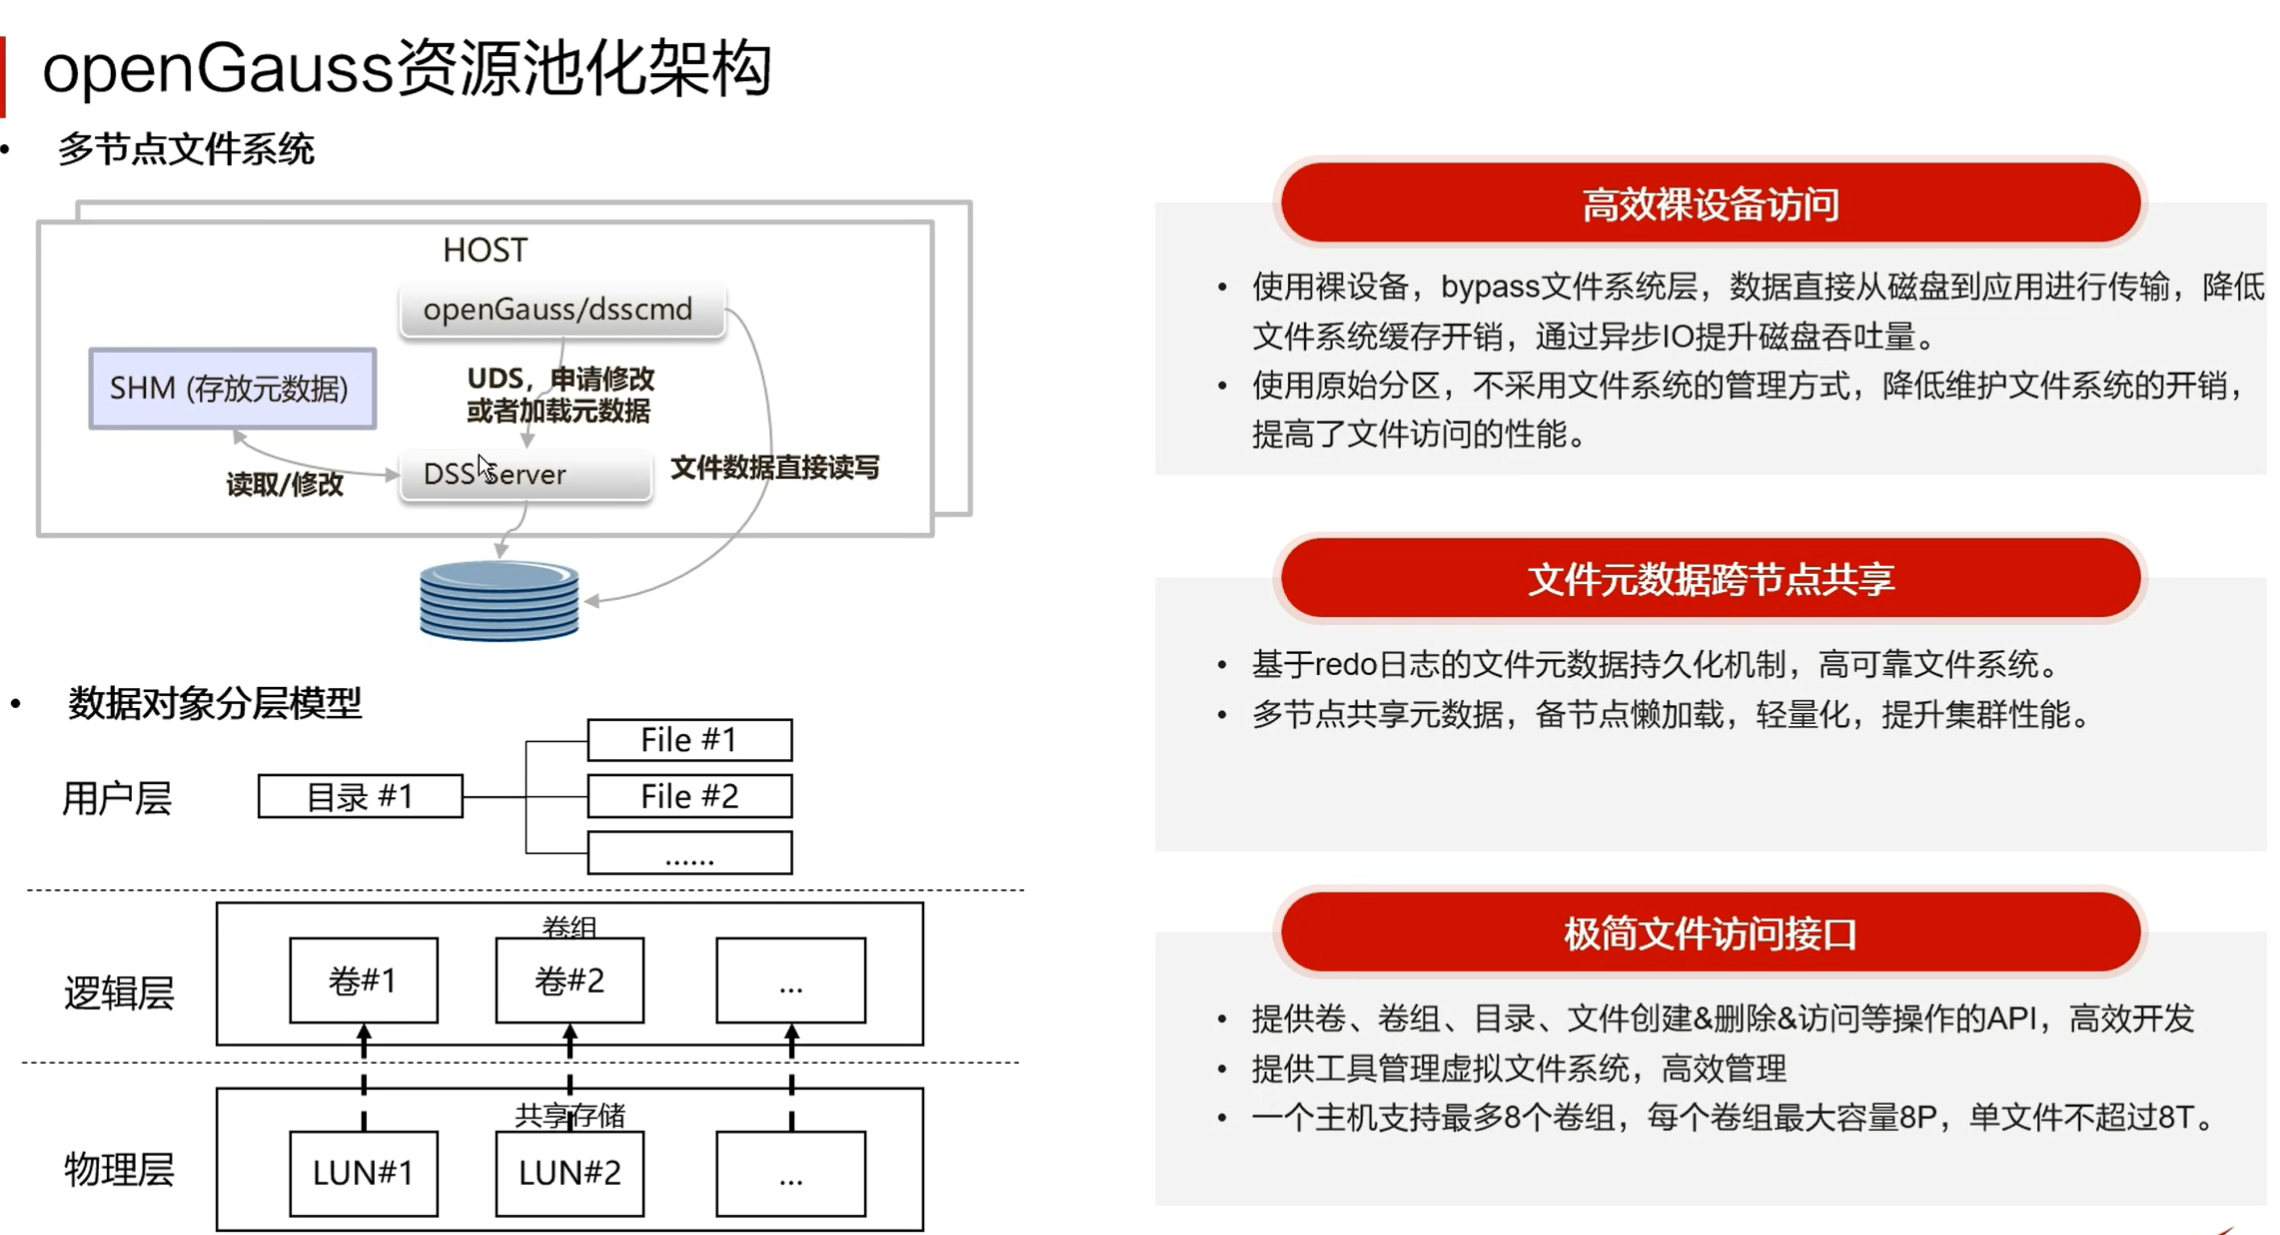 openGauss资源池化架构
• 多节点文件系统
HOST
openGauss/dsscmd
SHM (存放元数据)
UDS，申请修改
或者加载元数据
读取/修改
DSS Server
文件数据直接读写
• 数据对象分层模型
用户层
目录 #1
File #1
File #2
......
逻辑层
卷组
卷#1
卷#2
...
物理层
共享存储
LUN#1
LUN#2
...
高效裸设备访问
• 使用裸设备，bypass文件系统层，数据直接从磁盘到应用进行传输，降低
文件系统缓存开销，通过异步IO提升磁盘吞吐量。
• 使用原始分区，不采用文件系统的管理方式，降低维护文件系统的开销，
提高了文件访问的性能。
文件元数据跨节点共享
• 基于redo日志的文件元数据持久化机制，高可靠文件系统。
• 多节点共享元数据，备节点懒加载，轻量化，提升集群性能。
极简文件访问接口
• 提供卷、卷组、目录、文件创建&删除&访问等操作的API，高效开发
• 提供工具管理虚拟文件系统，高效管理
• 一个主机支持最多8个卷组，每个卷组最大容量8P，单文件不超过8T。